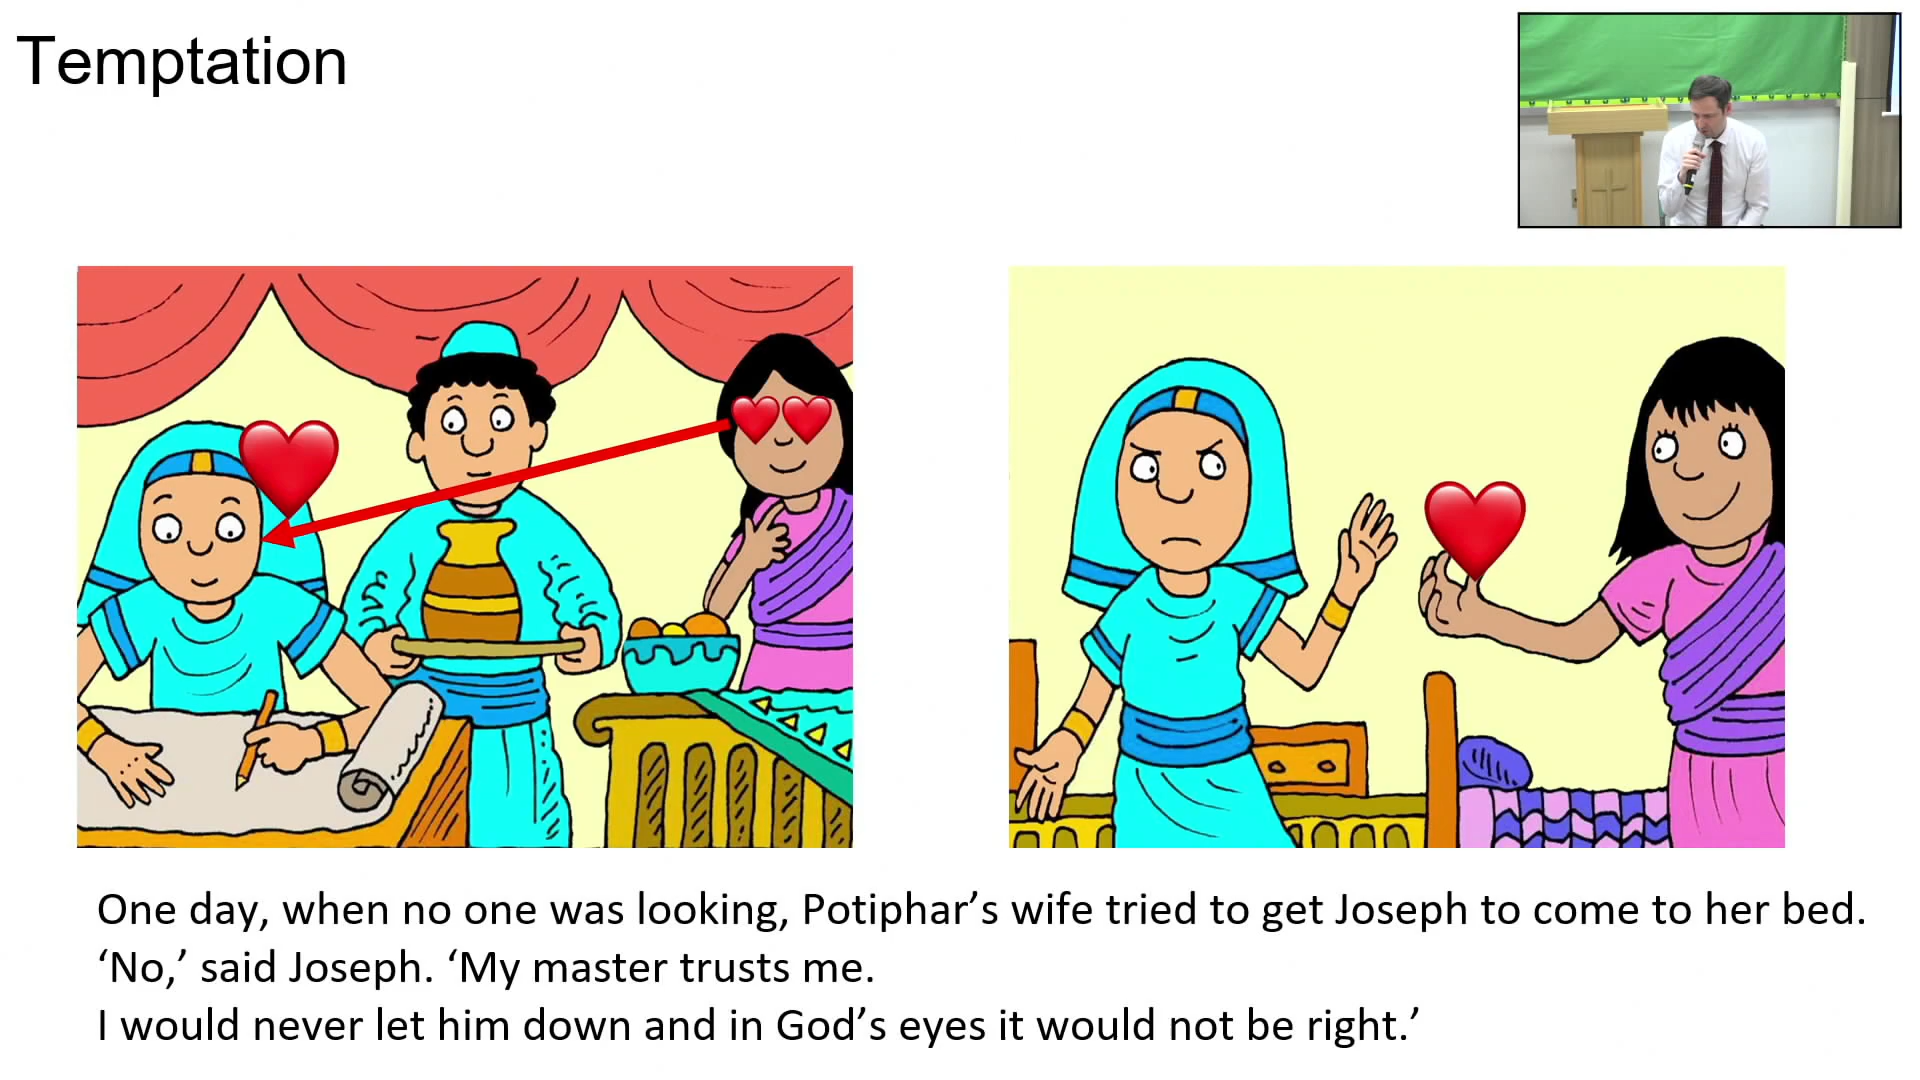 Temptation
One day, when no one was looking, Potiphar’s wife tried to get Joseph to come to her bed.
‘No,’ said Joseph. ‘My master trusts me.
I would never let him down and in God’s eyes it would not be right.’